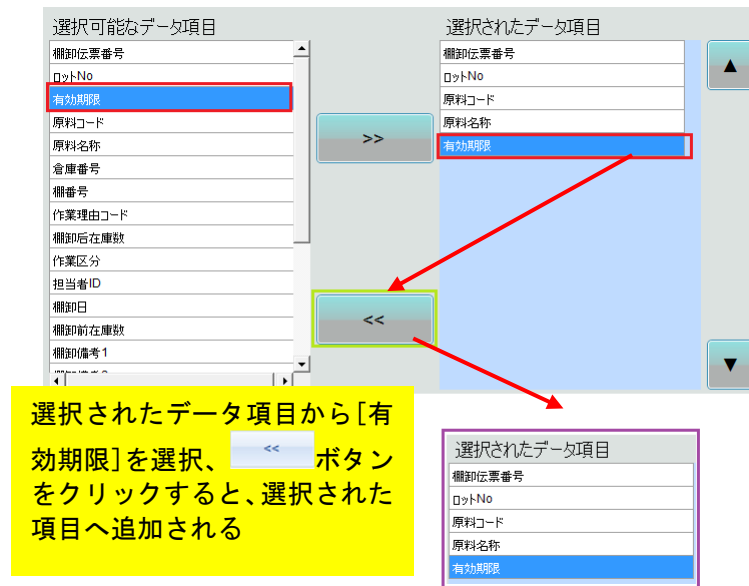 選択可能なデータ項目
棚卸伝票番号
ロットNo
有効期限
原料コード
原料名称
倉庫番号
棚番号
作業理由コード
棚卸后在庫数
作業区分
担当者ID
棚卸日
棚卸前在庫数
棚卸備考1
>>
<<
選択されたデータ項目
棚卸伝票番号
ロットNo
原料コード
原料名称
有効期限
▲
▼
選択されたデータ項目から[有
効期限]を選択、 << ボタン
をクリックすると、選択された
項目へ追加される
選択されたデータ項目
棚卸伝票番号
ロットNo
原料コード
原料名称
有効期限